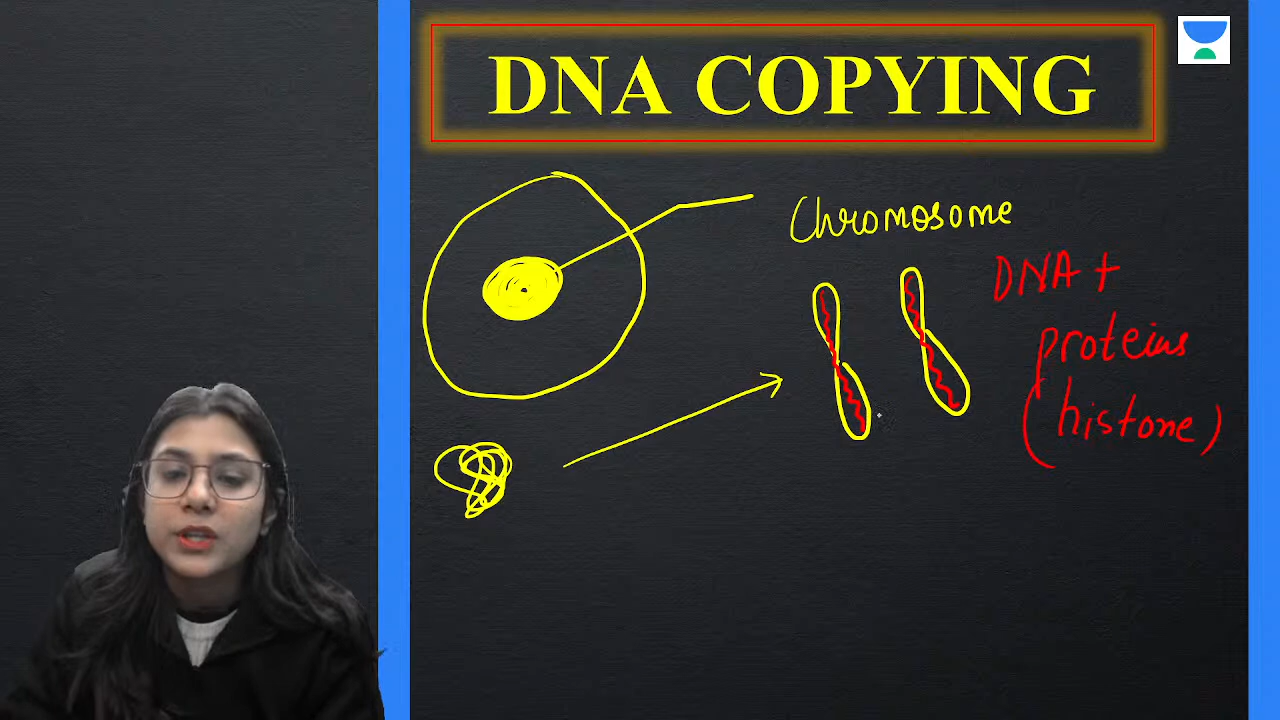 DNA COPYING
Chromosome
DNA +
proteins
(histone)